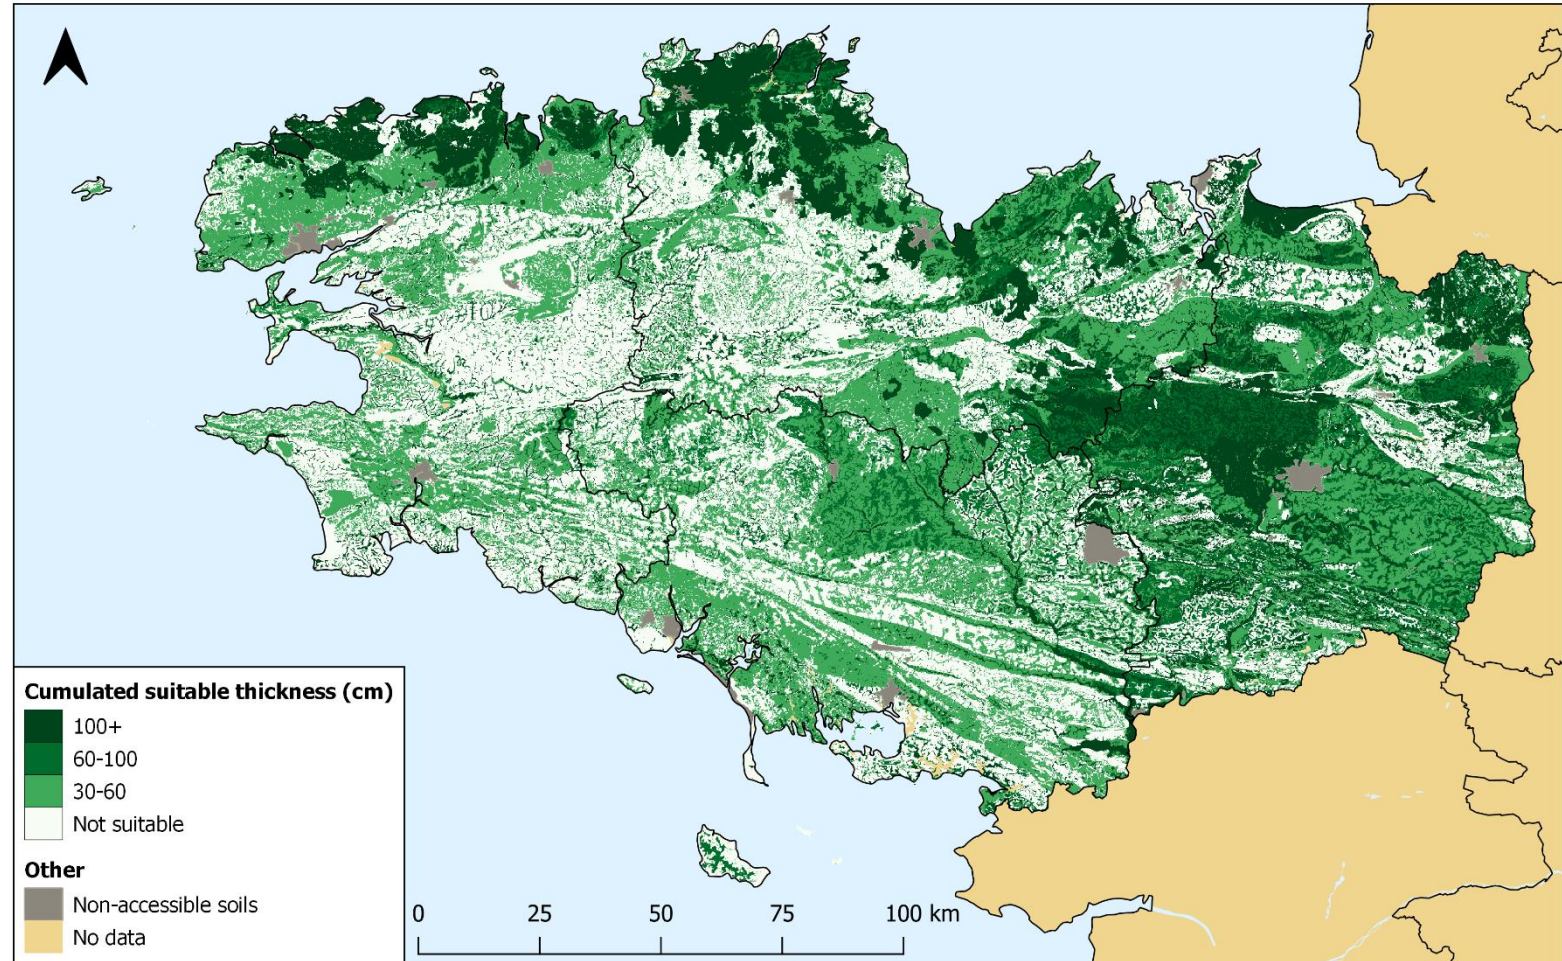 Cumulated suitable thickness (cm)
100+
60-100
30-60
Not suitable
Other
Non-accessible soils
No data
0 25 50 75 100 km